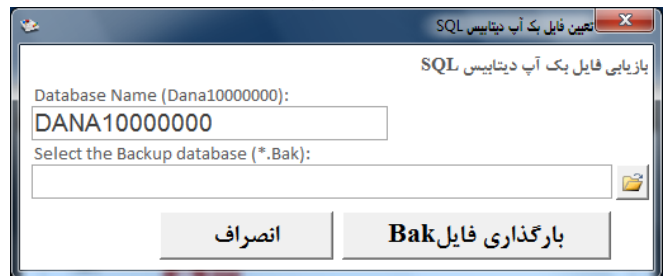 تعیین فایل بک آپ دیتابیس SQL
بازیابی فایل بک آپ دیتابیس SQL
Database Name (Dana10000000):
DANA10000000
Select the Backup database (*.Bak):
بارگذاری فایلBak
انصراف